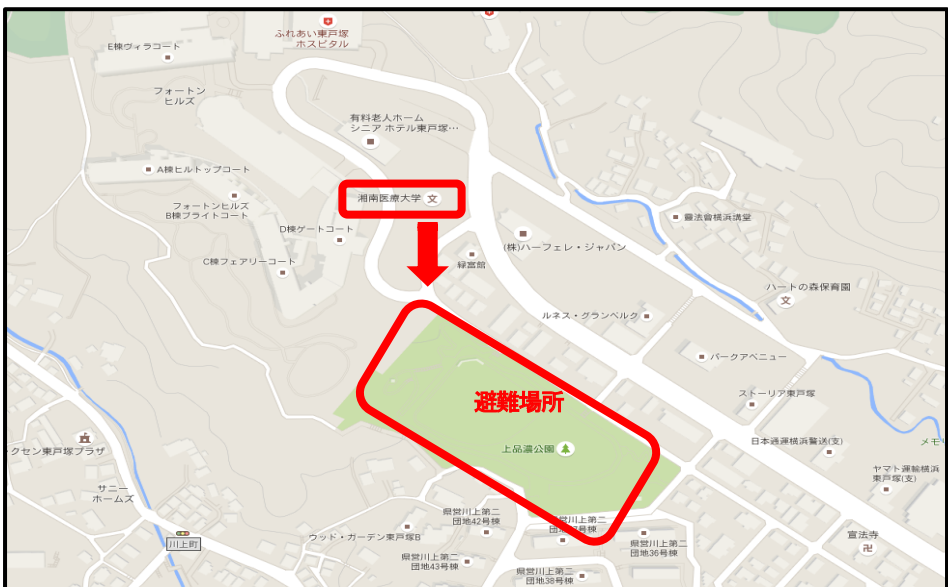 ふれあい東戸塚
ホスピタル
E棟ヴィラコート
フォートン
ヒルズ
有料老人ホーム
シニア ホテル東戸塚…
A棟ヒルトップコート
湘南医療大学
文
フォートンヒルズ
B棟ブライトコート
D棟ゲートコート
C棟フェアリーコート
緑富館
(株)ハーフェレ・ジャパン
霊法會横浜講堂
ハートの森保育園
文
ルネス・グランベルク
パークアベニュー
ストーリア東戸塚
避難場所
上品濃公園
日本通運横浜警送(支)
メモ
ヤマト運輸横浜
東戸塚(支)
クセン東戸塚プラザ
サニー
ホームズ
川上町
ウッド・ガーデン東戸塚B
県営川上第二
団地42号棟
県営川上第二
県営川上第二
団地36号棟
県営川上第二
団地43号棟
県営川上第二
団地38号棟
宣法寺
卍